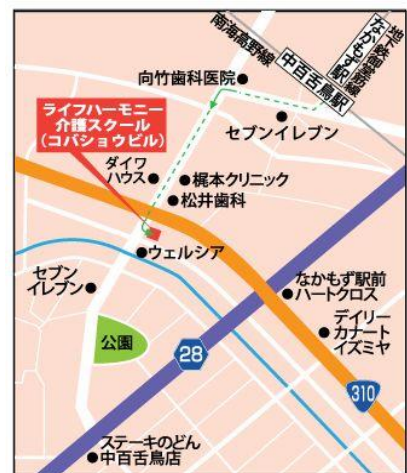 南海高野線
中百舌鳥駅
地下鉄御堂筋線
なかもず駅
向竹歯科医院
セブンイレブン
ライフハーモニー
介護スクール
(コバショウビル)
ダイワ
ハウス
梶本クリニック
松井歯科
ウェルシア
セブン
イレブン
なかもず駅前
ハートクロス
デイリー
カナート
イズミヤ
公園
28
310
ステーキのどん
中百舌鳥店